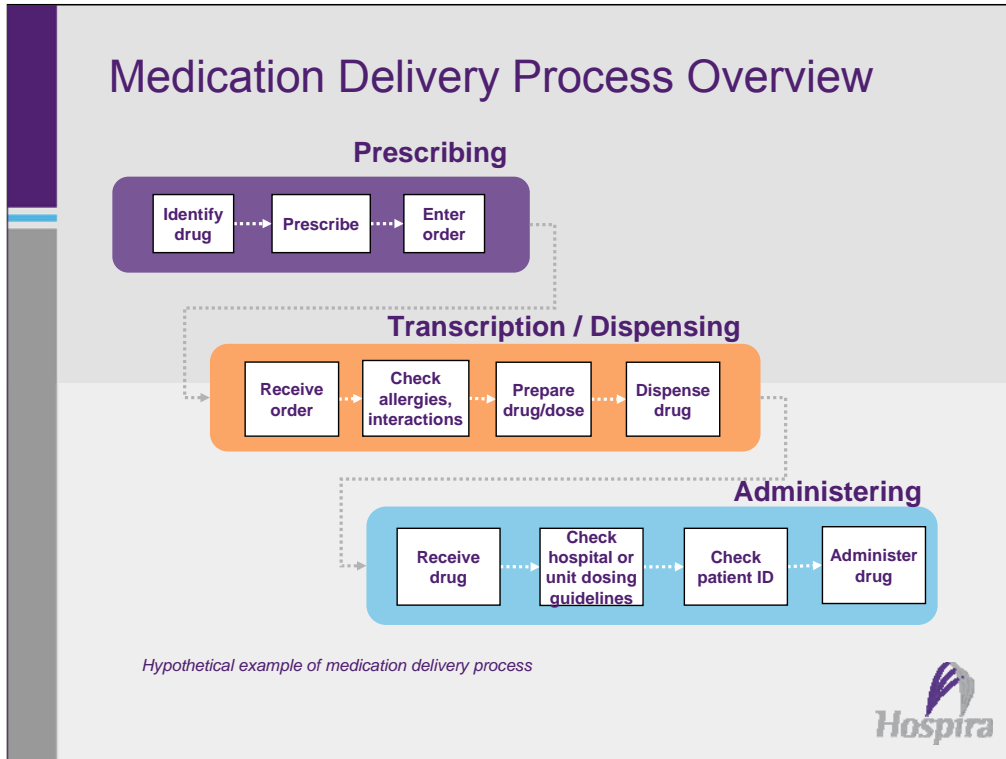 Medication Delivery Process Overview
Prescribing
Identify
drug
Prescribe
Enter
order
Transcription / Dispensing
Receive
order
Check
allergies,
interactions
Prepare
drug/dose
Dispense
drug
Administering
Receive
drug
Check
hospital or
unit dosing
guidelines
Check
patient ID
Administer
drug
Hypothetical example of medication delivery process
Hospira